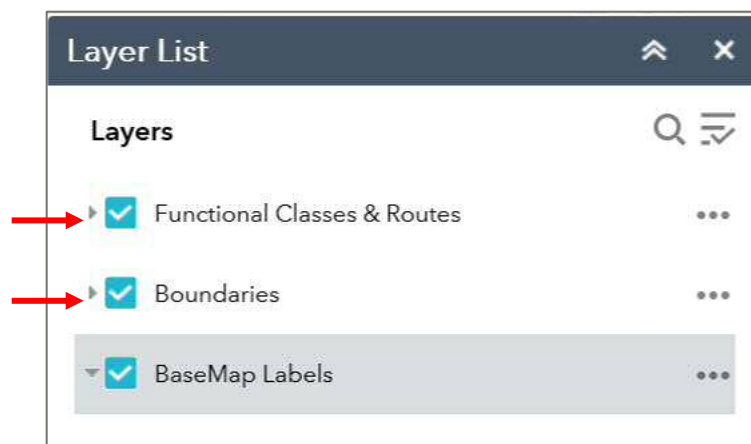 Layer List
Layers
Functional Classes & Routes
Boundaries
BaseMap Labels